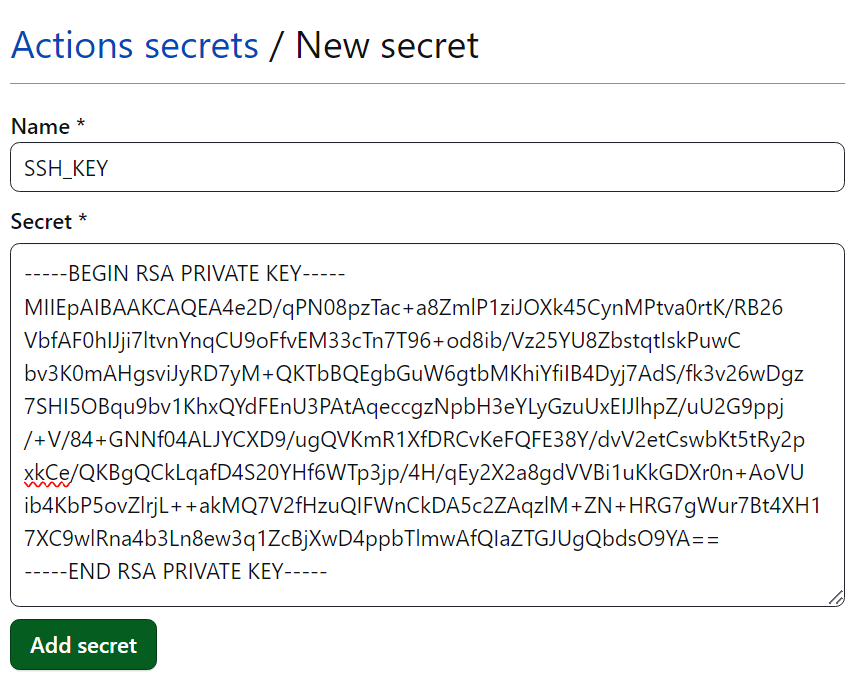 Actions secrets / New secret
Name *
SSH_KEY
Secret *
-----BEGIN RSA PRIVATE KEY-----
MIIEpAIBAAKCAQEA4e2D/qPN08pzTac+a8ZmlP1ziJOXk45CynMPtva0rtK/RB26
VbfAF0hIJji7ltvnYnqCU9oFfvEM33cTn7T96+od8ib/Vz25YU8ZbstqtIskPuwC
bv3K0mAHgsviJyRD7yM+QKTbBQEgbGuW6gtbMKhiYfiIB4Dyj7AdS/fk3v26wDgz
7SHI5OBqu9bv1KhxQYdFEnU3PAtAqeccgzNpbH3eYLyGzuUxEIJlhpZ/uU2G9ppj
/+V/84+GNNf04ALJYCXD9/ugQVKmR1XfDRCvKeFQFE38Y/dvV2etCswbKt5tRy2p
xkCe/QKBgQCkLqafD4S20YHf6WTp3jp/4H/qEy2X2a8gdVVBi1uKkGDXr0n+AoVU
ib4KbP5ovZlrjL++akMQ7V2fHzuQIFWnCkDA5c2ZAqzlM+ZN+HRG7gWur7Bt4XH1
7XC9wlRna4b3Ln8ew3q1ZcBjXwD4ppbTlmwAfQIaZTGJUgQbdsO9YA==
-----END RSA PRIVATE KEY-----
Add secret